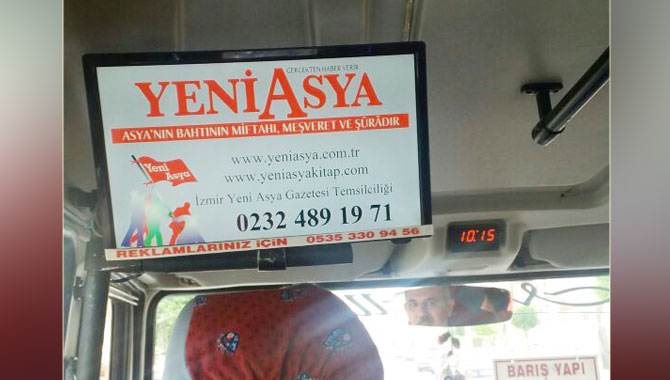 GERÇEKTEN HABER VERİR
YENİASYA
ASYA'NIN BAHTININ MİFTAHI, MEŞVERET VE ŞÛRÂDIR
Yeni Asya
www.yeniasya.com.tr
www.yeniasyakitap.com
İzmir Yeni Asya Gazetesi Temsilciliği
0232 489 19 71
REKLAMLARINIZ İÇİN 0535 330 94 56
10:15
BARIŞ YAPI